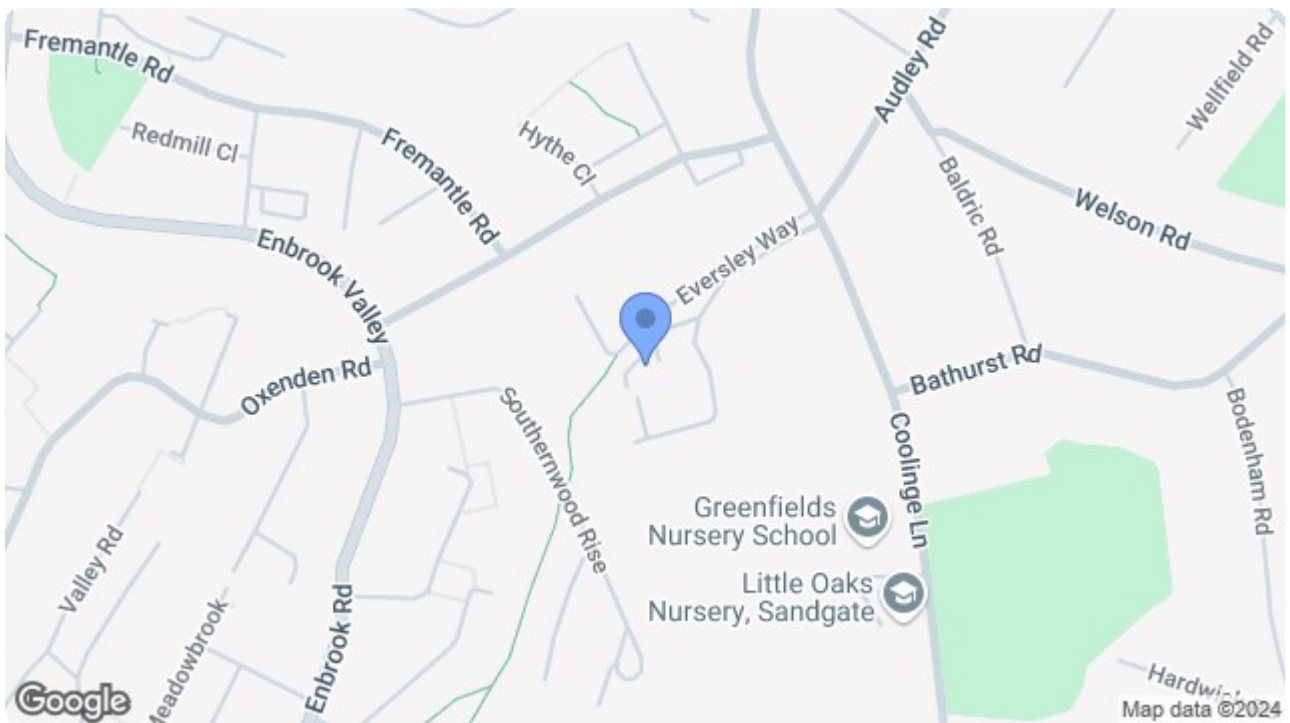 Fremantle Rd
Redmill Cl
Fremantle Rd
Hythe Cl
Audley Rd
Wellfield Rd
Baldric Rd
Welson Rd
Enbrook Valley
Eversley Way
Oxenden Rd
Southernwood Rise
Bathurst Rd
Coolinge Ln
Bodenham Rd
Greenfields
Nursery School
Little Oaks
Nursery, Sandgate
Valley Rd
Meadowbrook
Enbrook Rd
Google
Map data ©2024